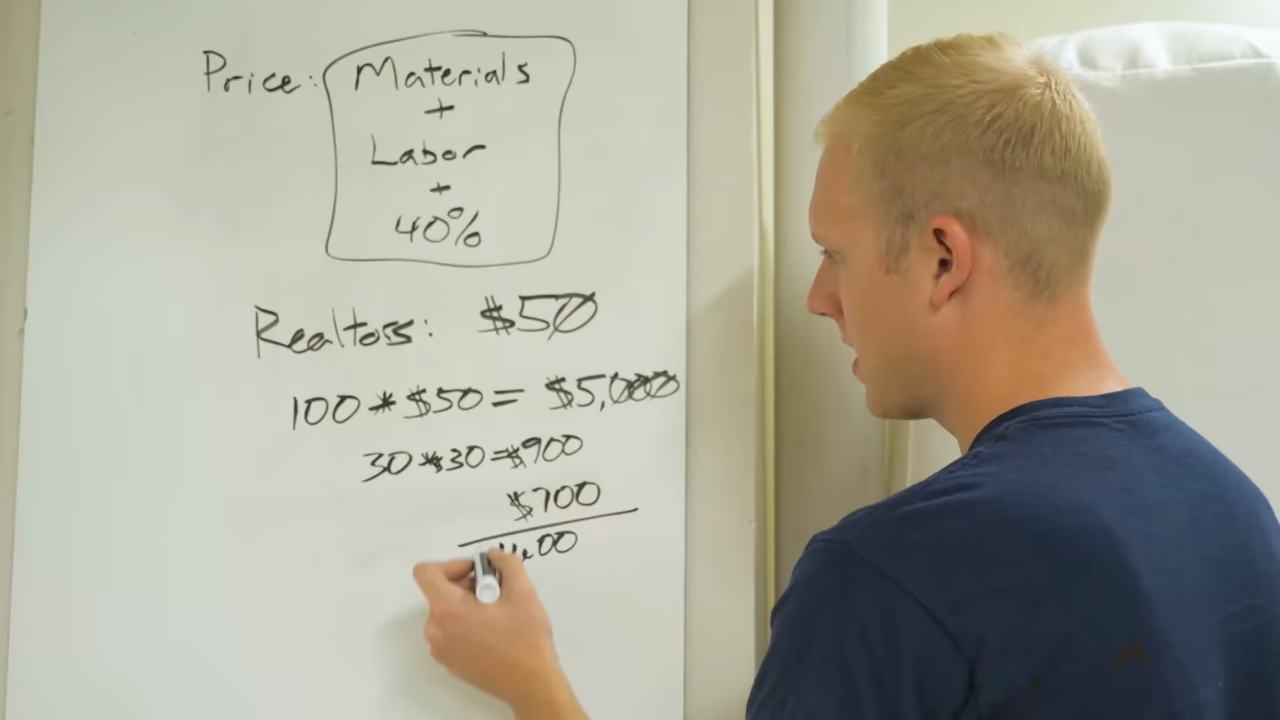 Price: Materials
+
Labor
+
40%
Realtors: $50
100 * $50 = $5,000
30 * 30 = $900
$700